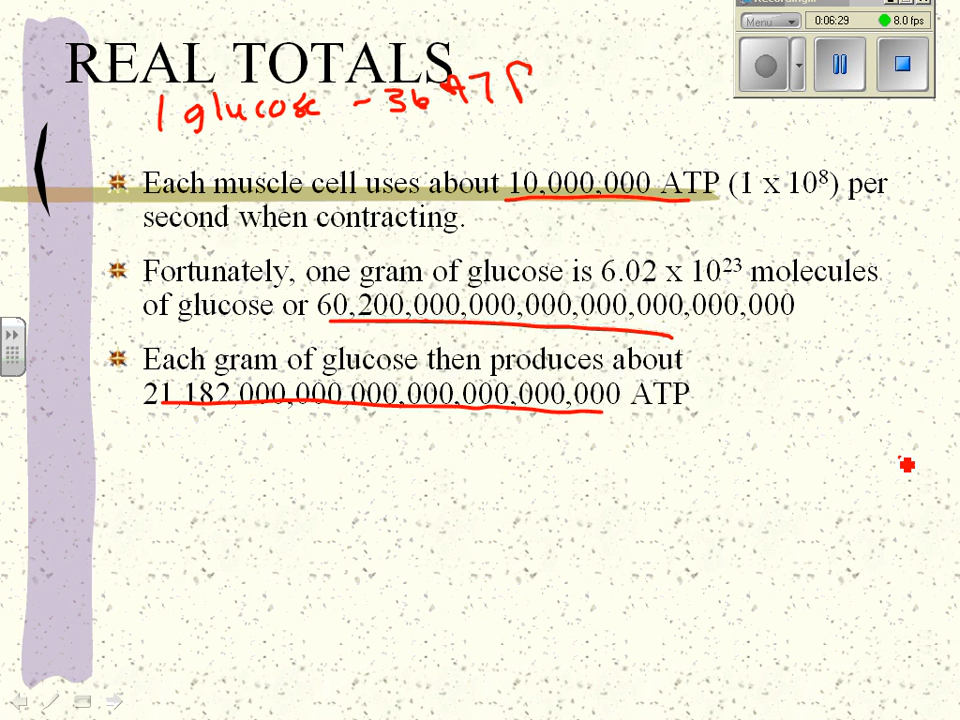 Recording...
Menu 0:06:29 8.0 fps
REAL TOTALS
1 glucose - 36 ATP
Each muscle cell uses about 10,000,000 ATP (1 x 10⁸) per
second when contracting.
Fortunately, one gram of glucose is 6.02 x 10²³ molecules
of glucose or 60,200,000,000,000,000,000,000,000
Each gram of glucose then produces about
21,182,000,000,000,000,000,000,000 ATP